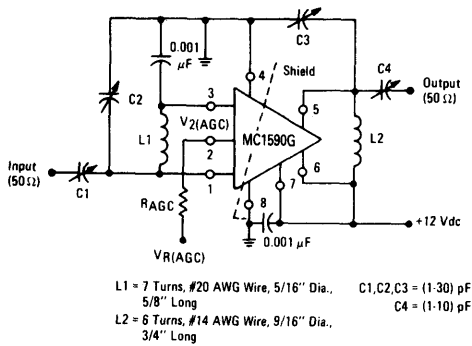 0.001
μF
C3
4
Shield
C4
Output
(50 Ω)
C2
3
5
V2(AGC)
L1
MC1590G
L2
2
6
Input
(50 Ω)
1
7
C1
RAGC
8
L
+12 Vdc
0.001 μF
VR(AGC)
L1 = 7 Turns, #20 AWG Wire, 5/16" Dia.,
5/8" Long
C1,C2,C3 = (1-30) pF
C4 = (1-10) pF
L2 = 6 Turns, #14 AWG Wire, 9/16" Dia.,
3/4" Long